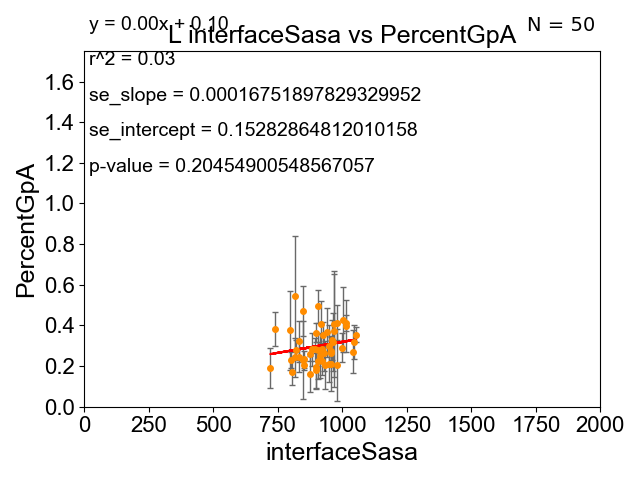 y = 0.00x + 0.10
N = 50
L interfaceSasa vs PercentGpA
r^2 = 0.03
se_slope = 0.00016751897829329952
se_intercept = 0.15282864812010158
p-value = 0.20454900548567057
PercentGpA
1.6
1.4
1.2
1.0
0.8
0.6
0.4
0.2
0.0
0 250 500 750 1000 1250 1500 1750 2000
interfaceSasa